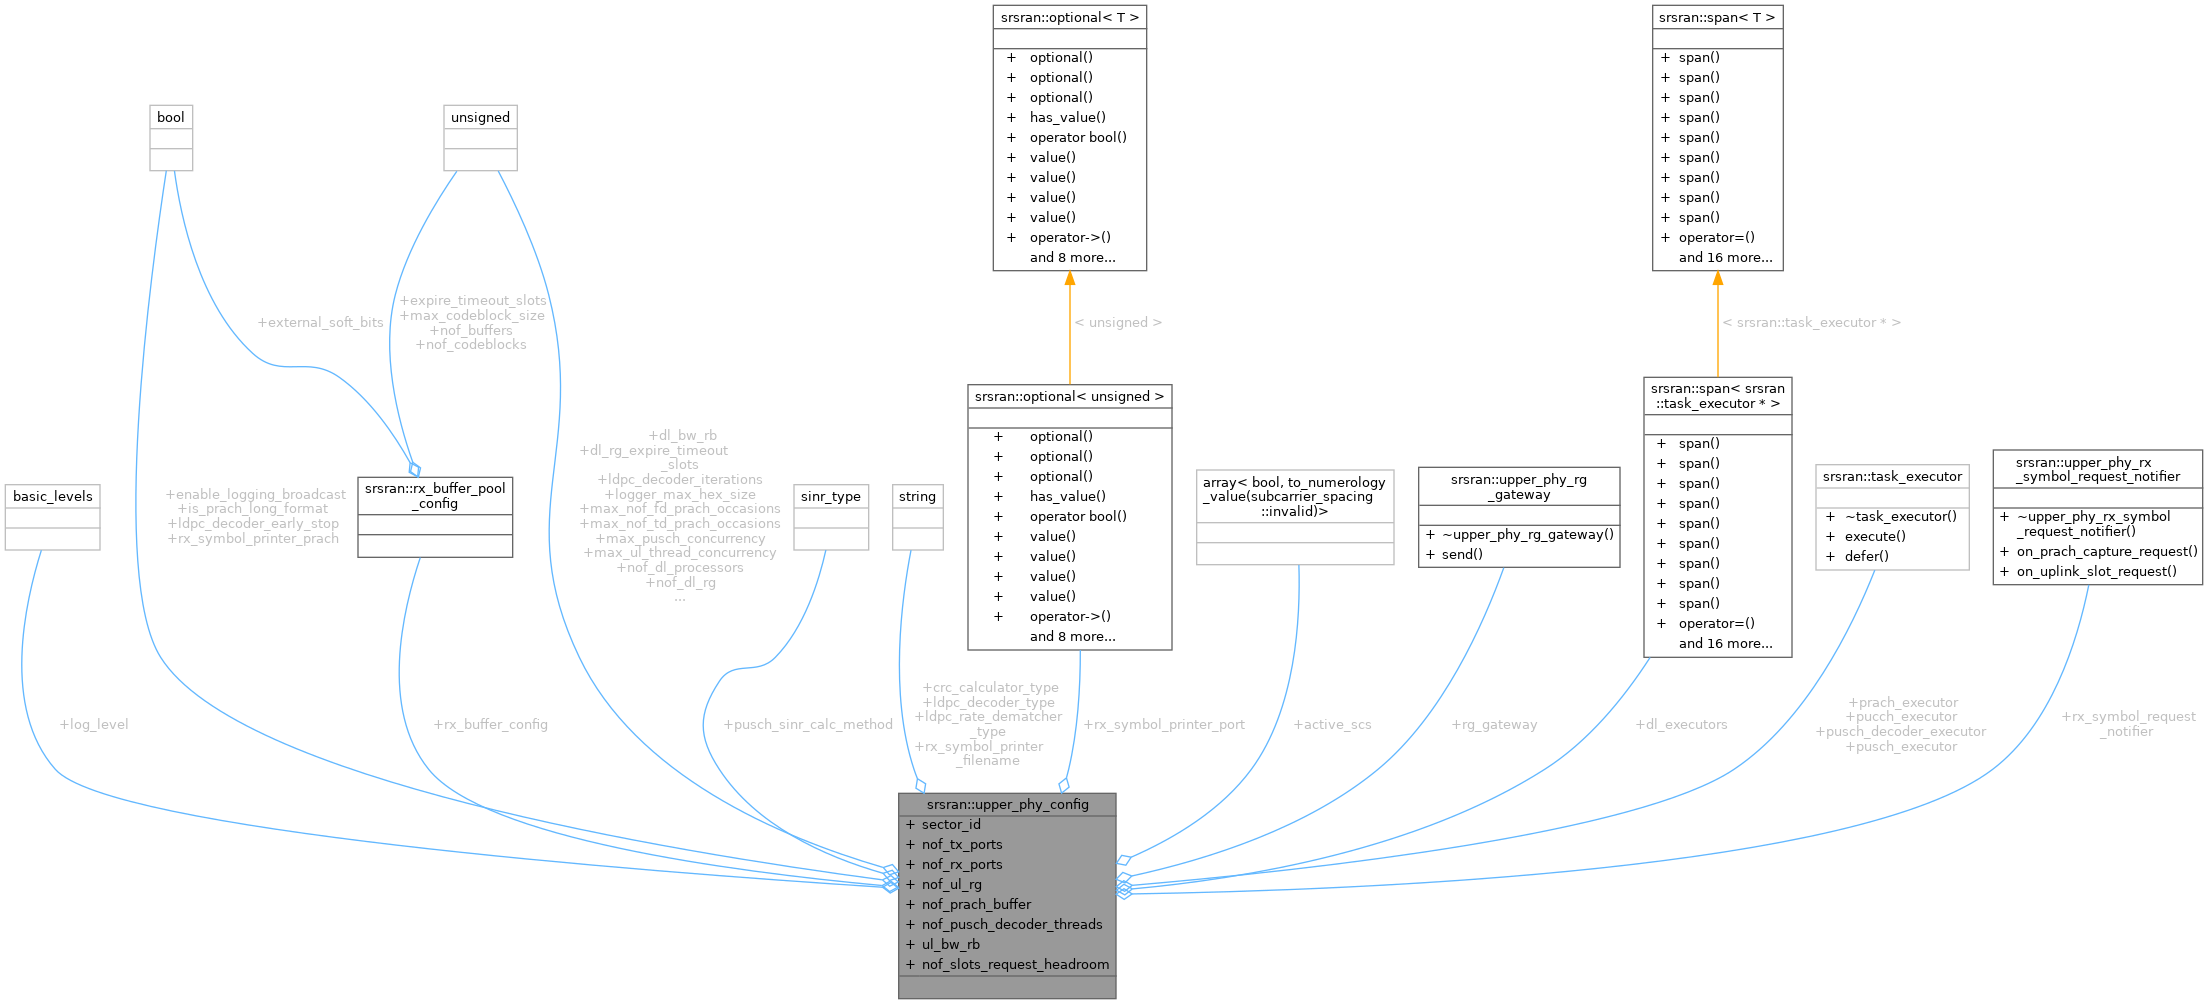 srsran::optional< T >
+ optional()
+ optional()
+ optional()
+ has_value()
+ operator bool()
+ value()
+ value()
+ value()
+ value()
+ operator->()
and 8 more...
srsran::span< T >
+ span()
+ span()
+ span()
+ span()
+ span()
+ span()
+ span()
+ span()
+ span()
+ operator=()
and 16 more...
bool
unsigned
+external_soft_bits
+expire_timeout_slots
+max_codeblock_size
+nof_buffers
+nof_codeblocks
< unsigned >
< srsran::task_executor * >
basic_levels
+enable_logging_broadcast
+is_prach_long_format
+ldpc_decoder_early_stop
+rx_symbol_printer_prach
srsran::rx_buffer_pool
_config
+dl_bw_rb
+dl_rg_expire_timeout
_slots
+ldpc_decoder_iterations
+logger_max_hex_size
+max_nof_fd_prach_occasions
+max_nof_td_prach_occasions
+max_pusch_concurrency
+max_ul_thread_concurrency
+nof_dl_processors
+nof_dl_rg
...
sinr_type
string
srsran::optional< unsigned >
+ optional()
+ optional()
+ optional()
+ has_value()
+ operator bool()
+ value()
+ value()
+ value()
+ value()
+ operator->()
and 8 more...
array< bool, to_numerology
_value(subcarrier_spacing
::invalid)>
srsran::upper_phy_rg
_gateway
+ ~upper_phy_rg_gateway()
+ send()
srsran::span< srsran
::task_executor * >
+ span()
+ span()
+ span()
+ span()
+ span()
+ span()
+ span()
+ span()
+ span()
+ operator=()
and 16 more...
srsran::task_executor
+ ~task_executor()
+ execute()
+ defer()
srsran::upper_phy_rx
_symbol_request_notifier
+ ~upper_phy_rx_symbol
_request_notifier()
+ on_prach_capture_request()
+ on_uplink_slot_request()
+log_level
+rx_buffer_config
+pusch_sinr_calc_method
+crc_calculator_type
+ldpc_decoder_type
+ldpc_rate_dematcher
_type
+rx_symbol_printer
_filename
+rx_symbol_printer_port
+active_scs
+rg_gateway
+dl_executors
+prach_executor
+pucch_executor
+pusch_decoder_executor
+pusch_executor
+rx_symbol_request
_notifier
srsran::upper_phy_config
+ sector_id
+ nof_tx_ports
+ nof_rx_ports
+ nof_ul_rg
+ nof_prach_buffer
+ nof_pusch_decoder_threads
+ ul_bw_rb
+ nof_slots_request_headroom